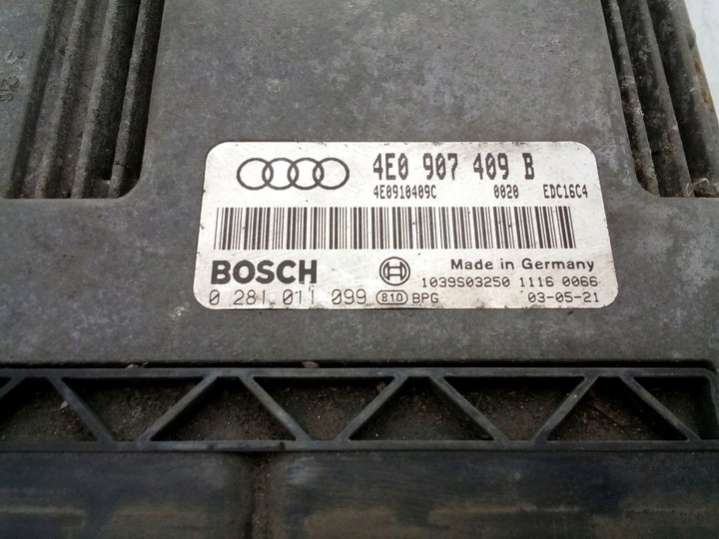 4E0 907 409 B
4E0910409C 0020 EDC16C4
BOSCH Made in Germany
0 281 011 099 810 BPG 1039S03250 1116 0066
03-05-21